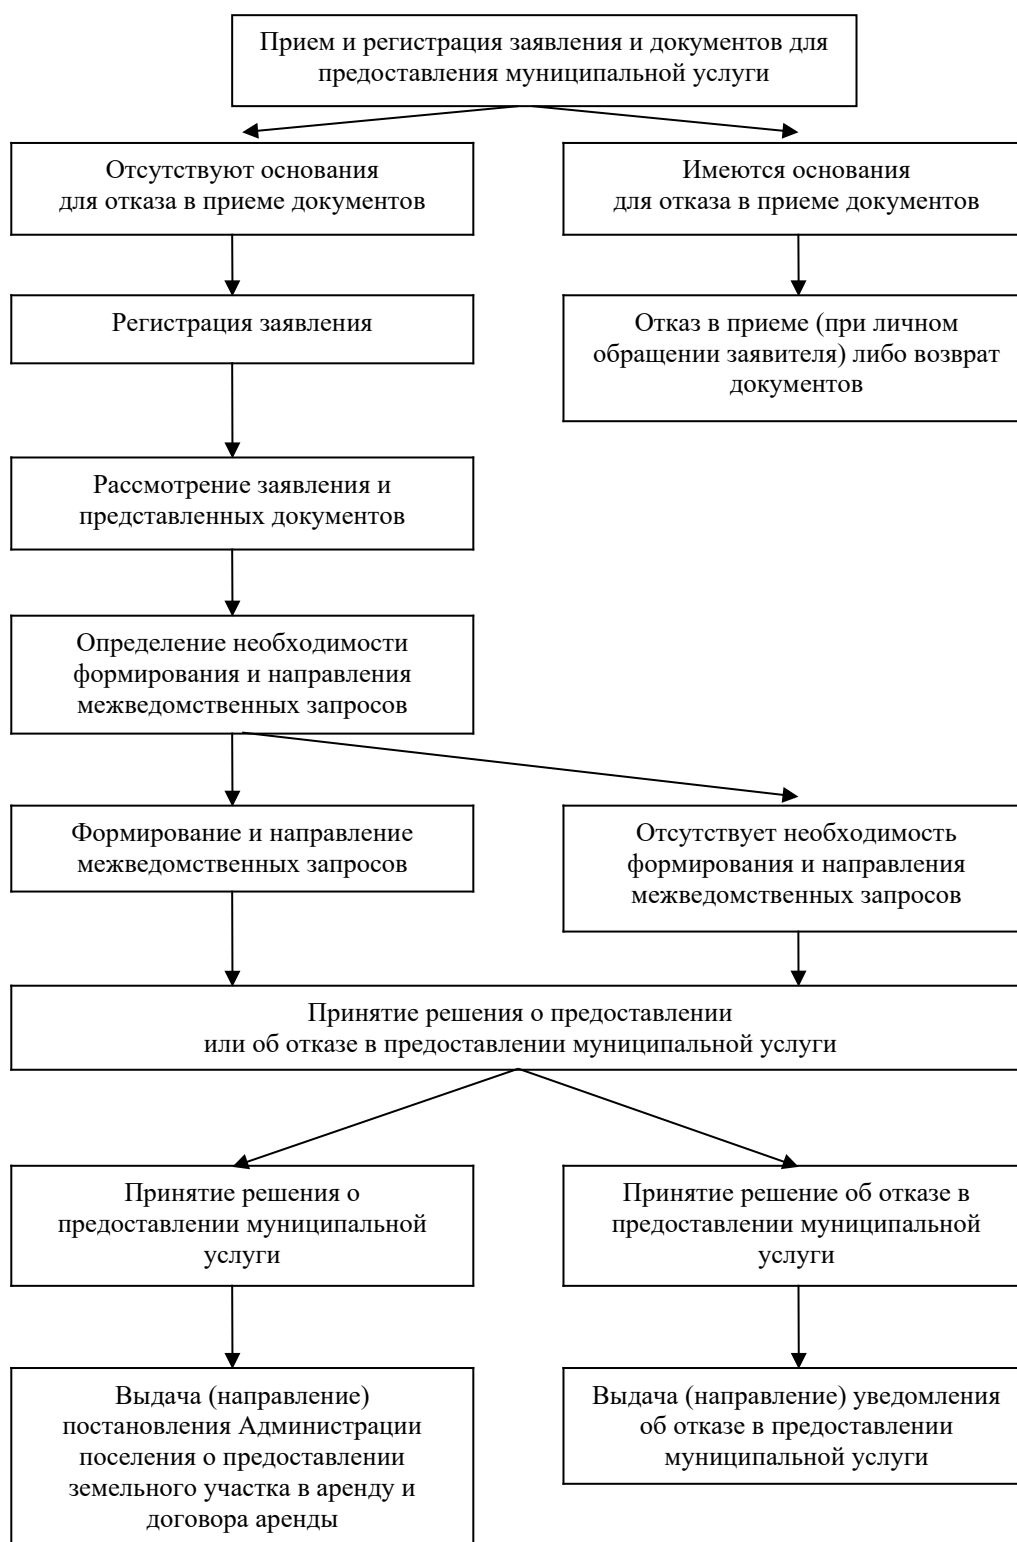 Прием и регистрация заявления и документов для
предоставления муниципальной услуги
Отсутствуют основания
для отказа в приеме документов
Имеются основания
для отказа в приеме документов
Регистрация заявления
Отказ в приеме (при личном
обращении заявителя) либо возврат
документов
Рассмотрение заявления и
представленных документов
Определение необходимости
формирования и направления
межведомственных запросов
Формирование и направление
межведомственных запросов
Отсутствует необходимость
формирования и направления
межведомственных запросов
Принятие решения о предоставлении
или об отказе в предоставлении муниципальной услуги
Принятие решения о
предоставлении муниципальной
услуги
Принятие решение об отказе в
предоставлении муниципальной
услуги
Выдача (направление)
постановления Администрации
поселения о предоставлении
земельного участка в аренду и
договора аренды
Выдача (направление) уведомления
об отказе в предоставлении
муниципальной услуги